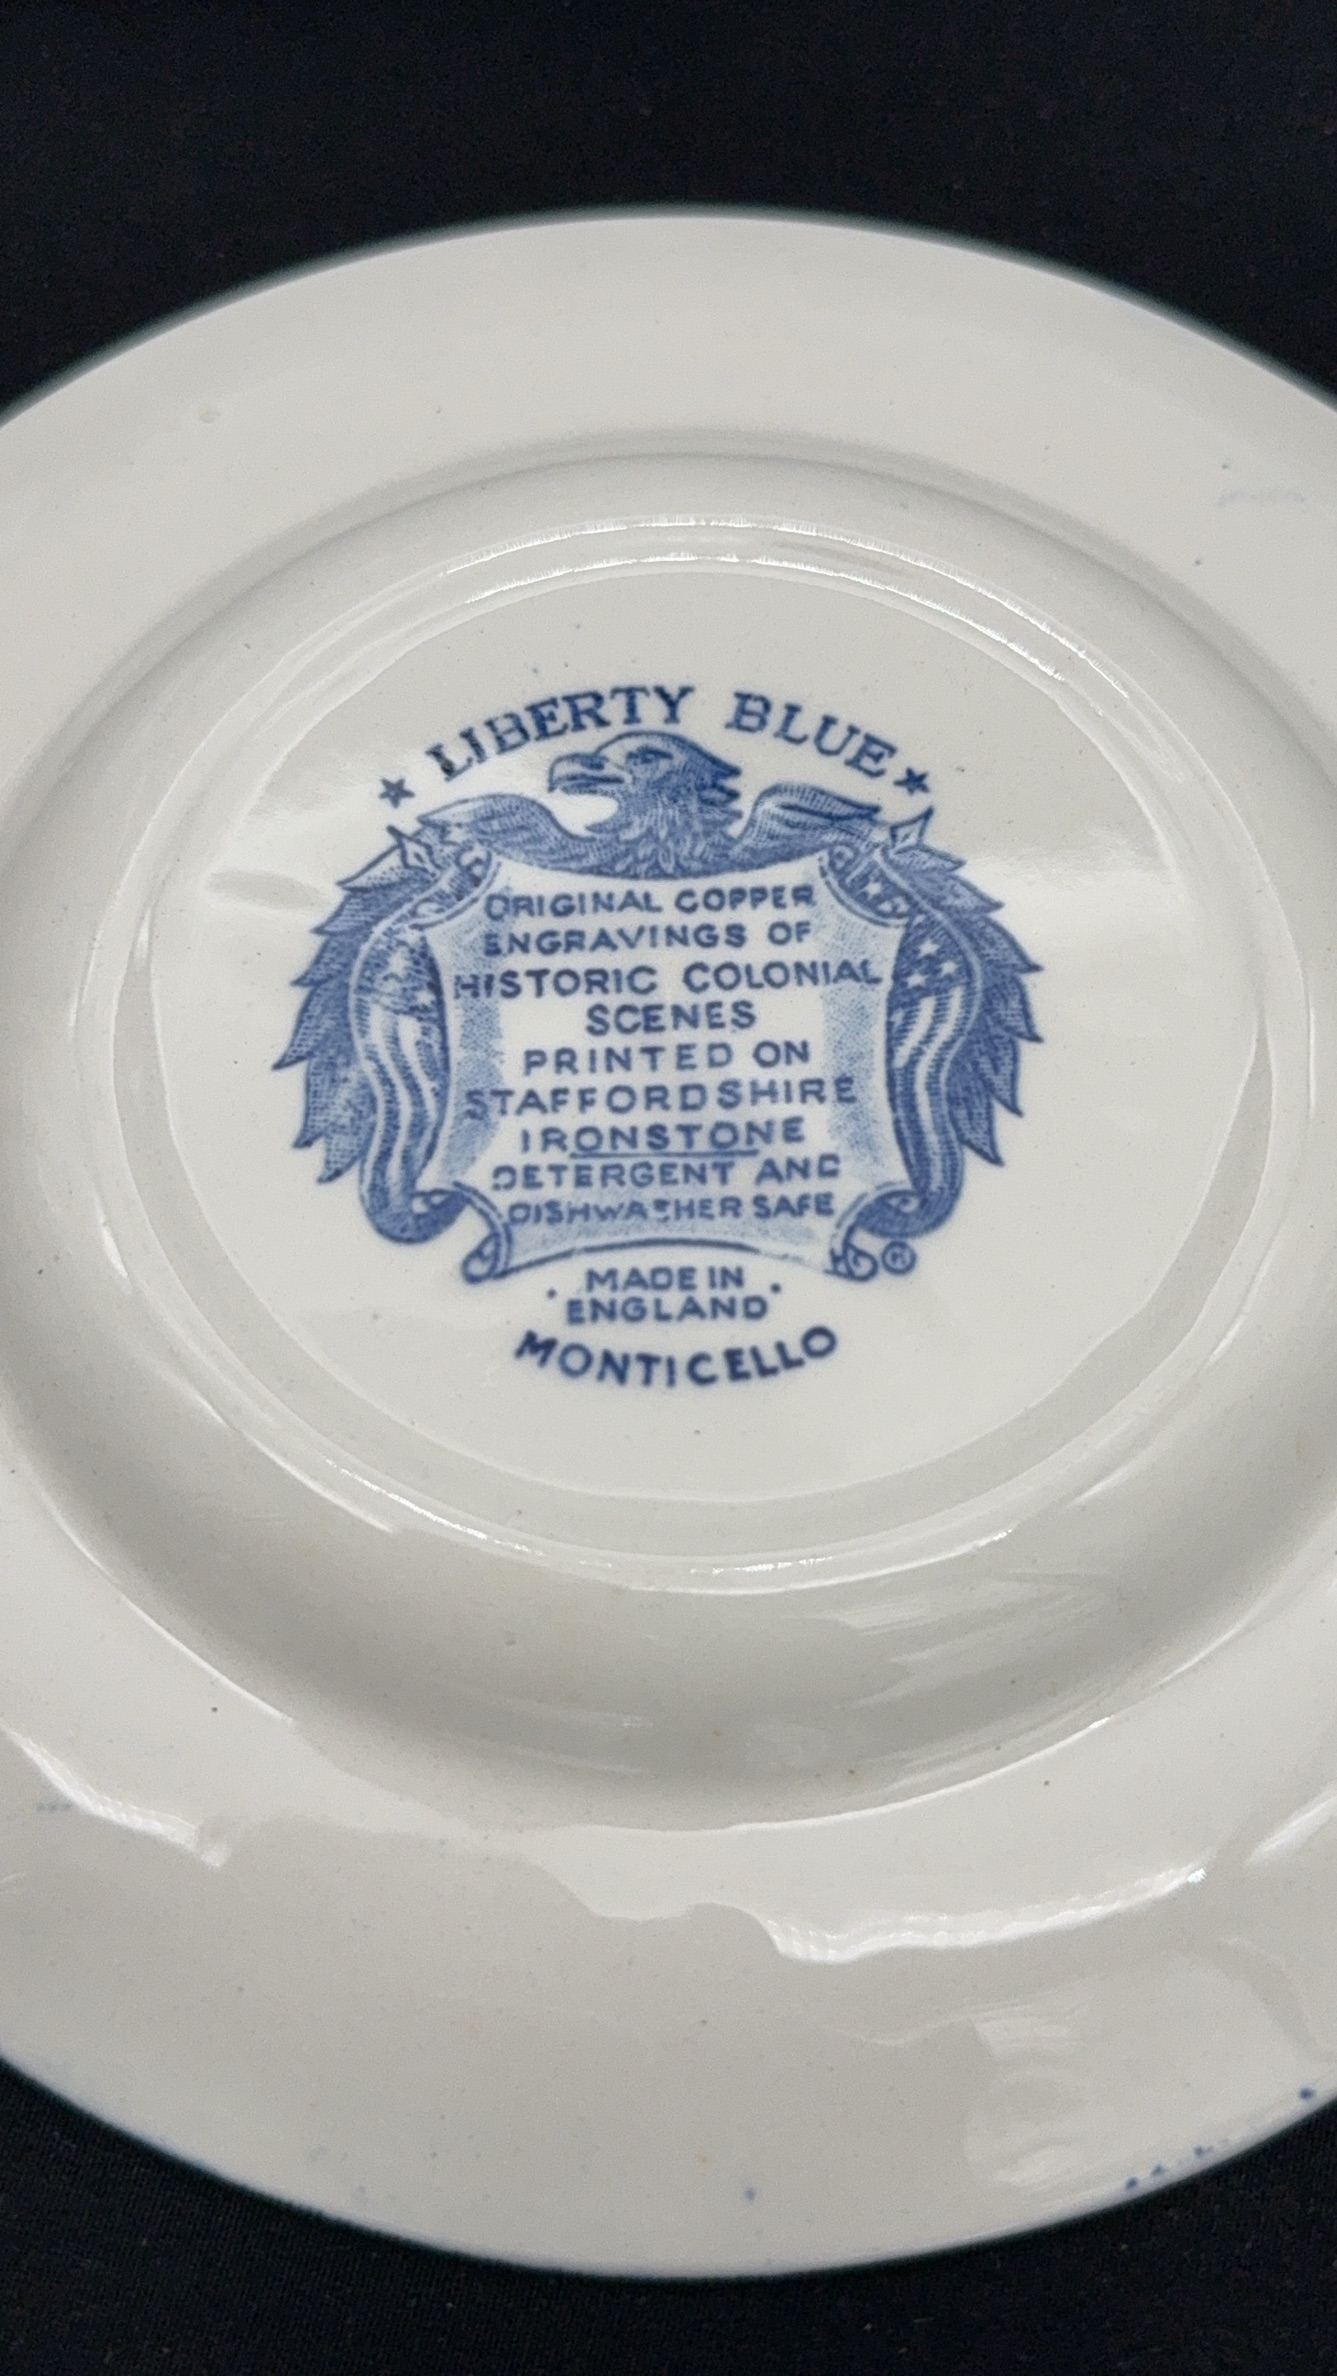 LIBERTY BLUE
ORIGINAL COPPER
ENGRAVINGS OF
HISTORIC COLONIAL
SCENES
PRINTED ON
STAFFORDSHIRE
IRONSTONE
DETERGENT AND
DISHWASHER SAFE
®
MADE IN
ENGLAND
MONTICELLO